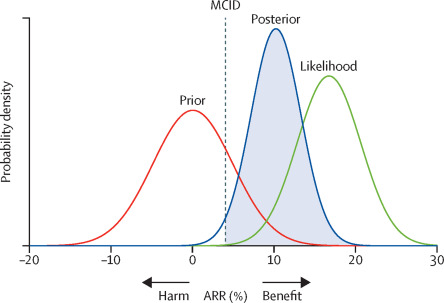 MCID
Posterior
Likelihood
Prior
Probability density
–20 –10 0 10 20 30
Harm ARR (%) Benefit